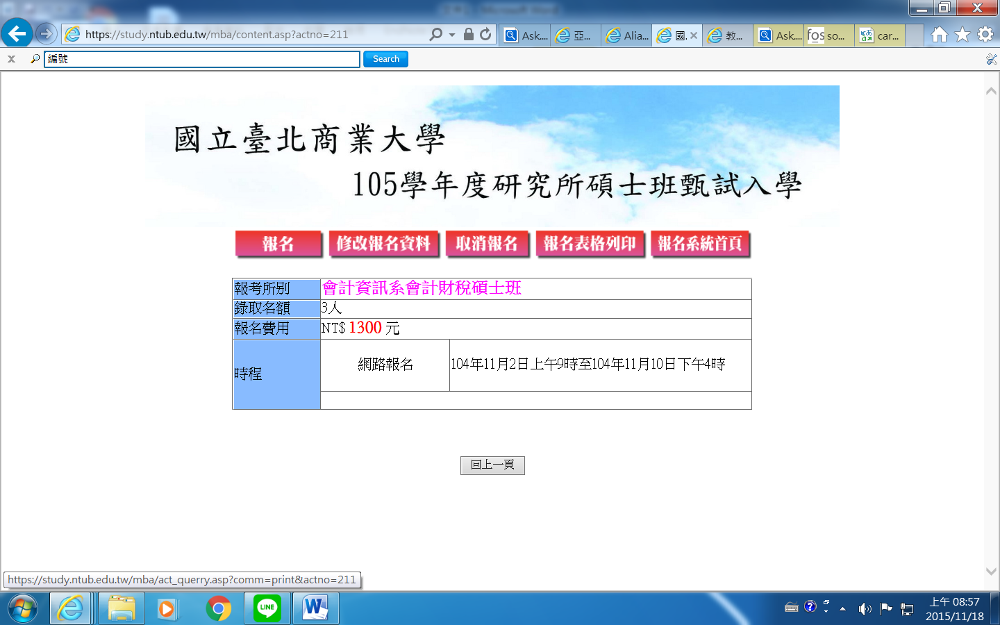 https://study.ntub.edu.tw/mba/content.asp?actno=211
Ask....
亞...
Alia...
國.
教...
Ask....
fos so...
car...
編號
Search
國立臺北商業大學
105學年度研究所碩士班甄試入學
報名
修改報名資料
取消報名
報名表格列印
報名系統首頁
報考所別 會計資訊系會計財稅碩士班
錄取名額 3人
報名費用 NT$ 1300 元
時程 網路報名 104年11月2日上午9時至104年11月10日下午4時
回上一頁
https://study.ntub.edu.tw/mba/act_querry.asp?comm=print&actno=211
LINE
上午 08:57
2015/11/18